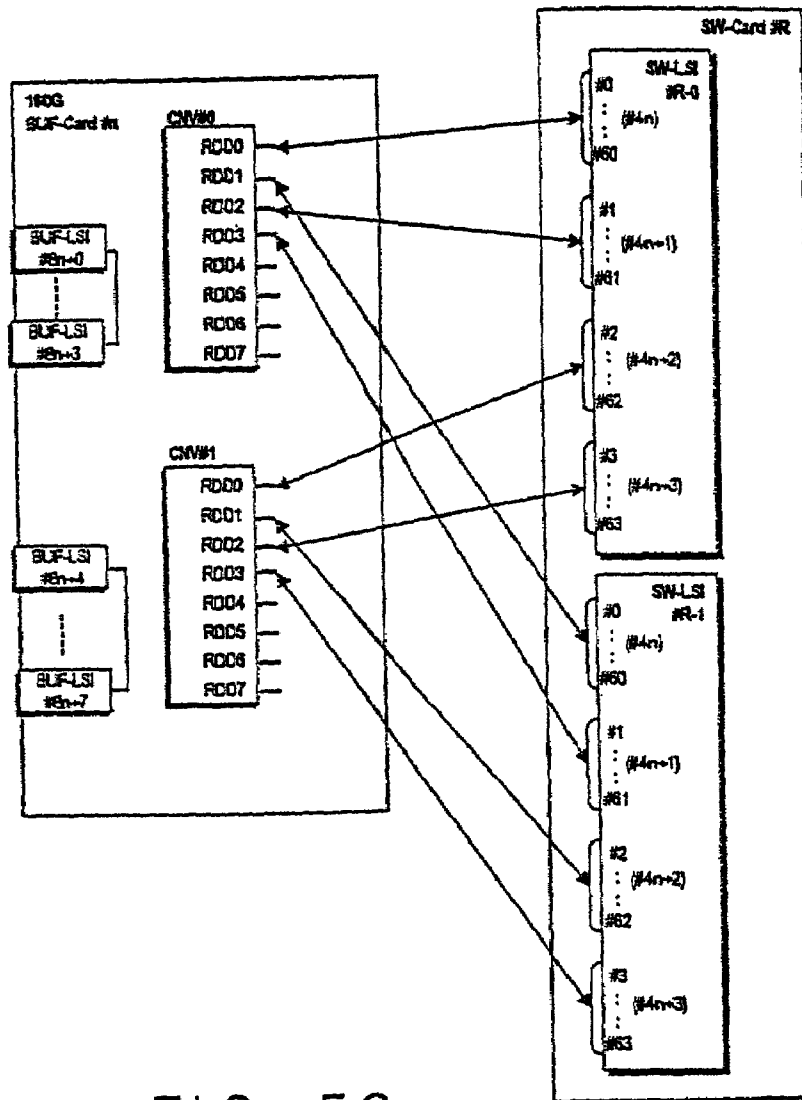 SW-Card #R
SW-LSI
#R-0
#0
(#4n)
#60
#1
(#4n+1)
#61
#2
(#4n+2)
#62
#3
(#4n+3)
#63
SW-LSI
#R-1
#0
(#4n)
#60
#1
(#4n+1)
#61
#2
(#4n+2)
#62
#3
(#4n+3)
#63
160G
BUF-Card #n
BUF-LSI
#8n+0
BUF-LSI
#8n+3
BUF-LSI
#8n+4
BUF-LSI
#8n+7
CNV#0
RDD0
RDD1
RDD2
RDD3
RDD4
RDD5
RDD6
RDD7
CNV#1
RDD0
RDD1
RDD2
RDD3
RDD4
RDD5
RDD6
RDD7